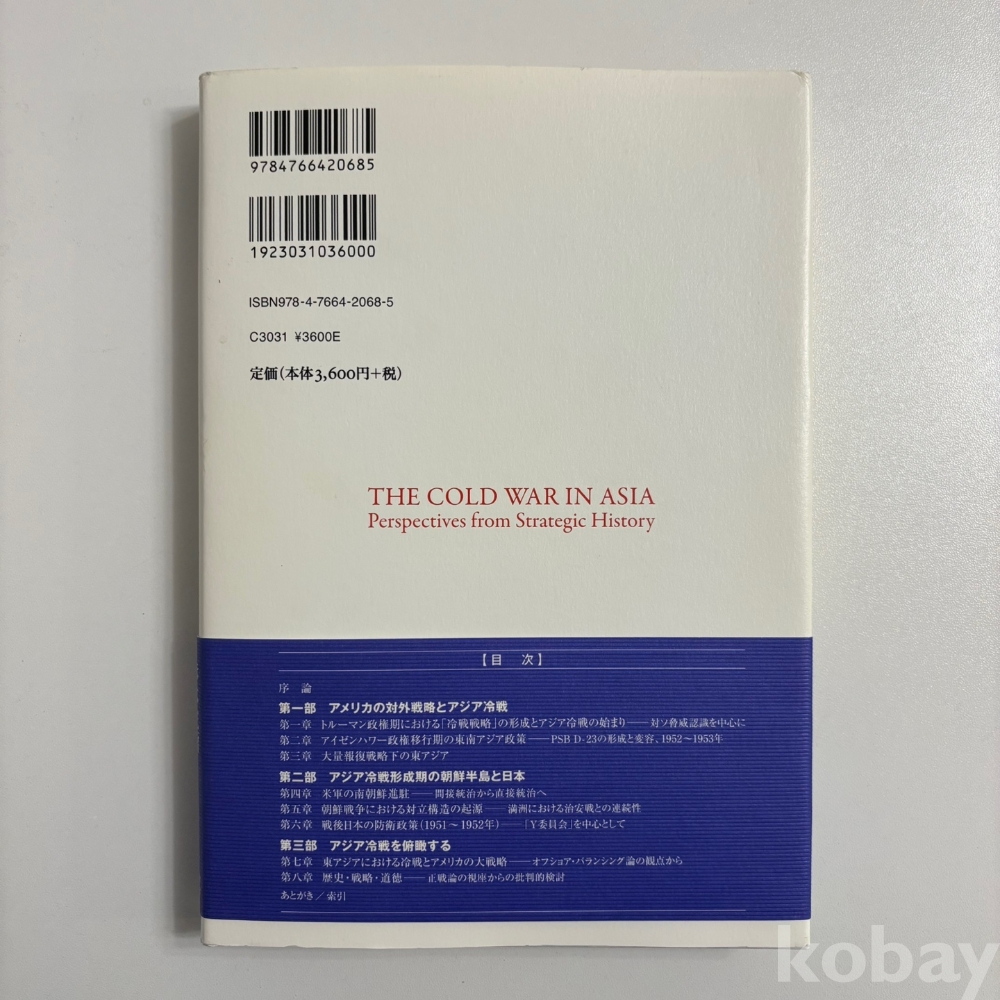 9784766420685
1923031036000
ISBN978-4-7664-2068-5
C3031 ¥3600E
定価(本体3,600円+税)
THE COLD WAR IN ASIA
Perspectives from Strategic History
【目 次】
序 論
第一部 アメリカの対外戦略とアジア冷戦
第一章 トルーマン政権期における「冷戦戦略」の形成とアジア冷戦の始まり——対ソ脅威認識を中心に
第二章 アイゼンハワー政権移行期の東南アジア政策——PSB D-23の形成と変容、1952～1953年
第三章 大量報復戦略下の東アジア
第二部 アジア冷戦形成期の朝鮮半島と日本
第四章 米軍の南朝鮮進駐——間接統治から直接統治へ
第五章 朝鮮戦争における対立構造の起源——満洲における治安戦との連続性
第六章 戦後日本の防衛政策(1951～1952年)——「Y委員会」を中心として
第三部 アジア冷戦を俯瞰する
第七章 東アジアにおける冷戦とアメリカの大戦略——オフショア・バランシング論の観点から
第八章 歴史・戦略・道徳——正戦論の視座からの批判的検討
あとがき/索引
kobay